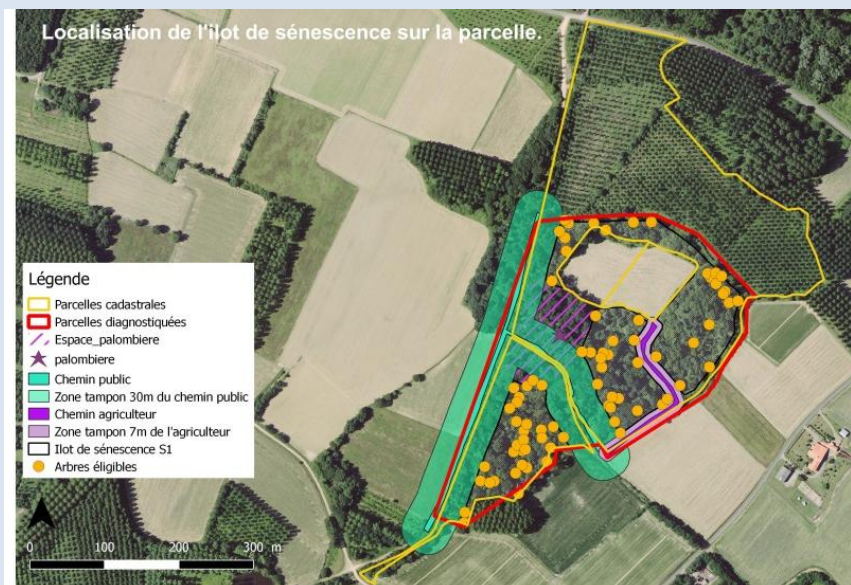 Localisation de l'ilot de sénescence sur la parcelle.
Légende
Parcelles cadastrales
Parcelles diagnostiquées
Espace_palombiere
palombiere
Chemin public
Zone tampon 30m du chemin public
Chemin agriculteur
Zone tampon 7m de l'agriculteur
Ilot de sénescence S1
Arbres éligibles
0 100 200 300 m